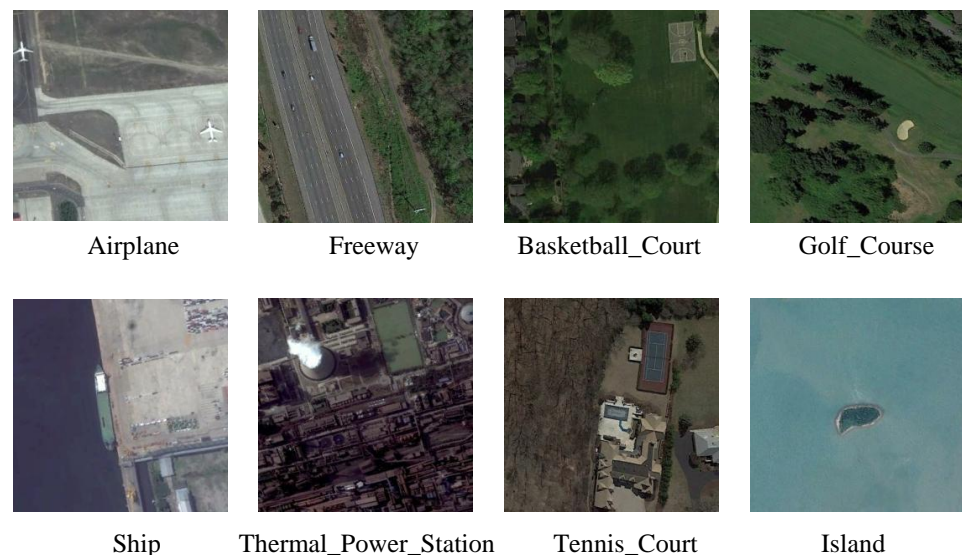 Airplane
Freeway
Basketball_Court
Golf_Course
Ship
Thermal_Power_Station
Tennis_Court
Island